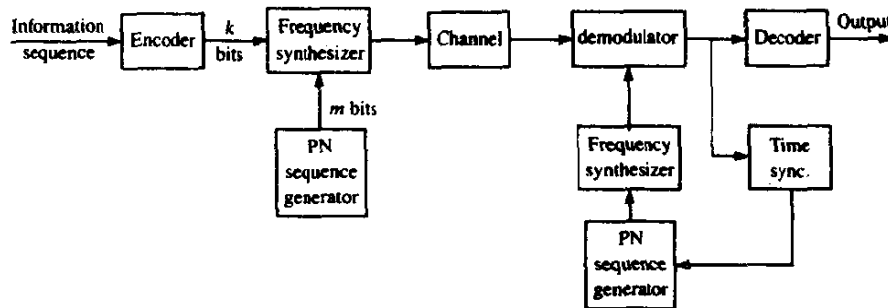 Information
sequence
Encoder
k
bits
Frequency
synthesizer
Channel
demodulator
Decoder
Output
m bits
PN
sequence
generator
Frequency
synthesizer
Time
sync.
PN
sequence
generator